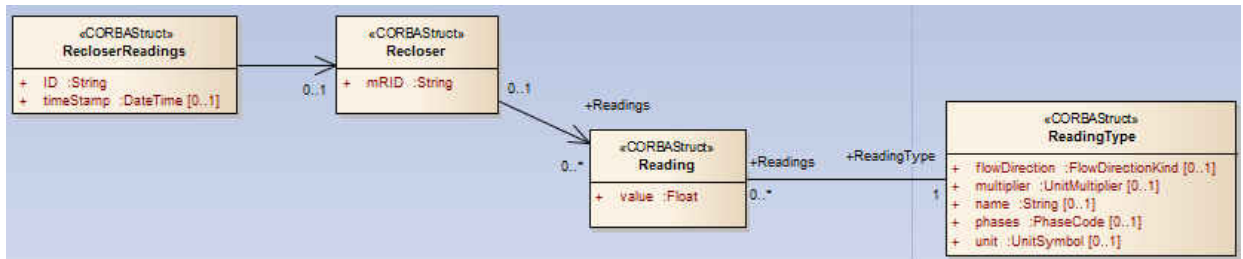 «CORBAStruct»
RecloserReadings
+ ID :String
+ timeStamp :DateTime [0..1]
0..1
«CORBAStruct»
Recloser
+ mRID :String
0..1
+Readings
0..*
«CORBAStruct»
Reading
+ value :Float
+Readings
0..*
+ReadingType
1
«CORBAStruct»
ReadingType
+ flowDirection :FlowDirectionKind [0..1]
+ multiplier :UnitMultiplier [0..1]
+ name :String [0..1]
+ phases :PhaseCode [0..1]
+ unit :UnitSymbol [0..1]